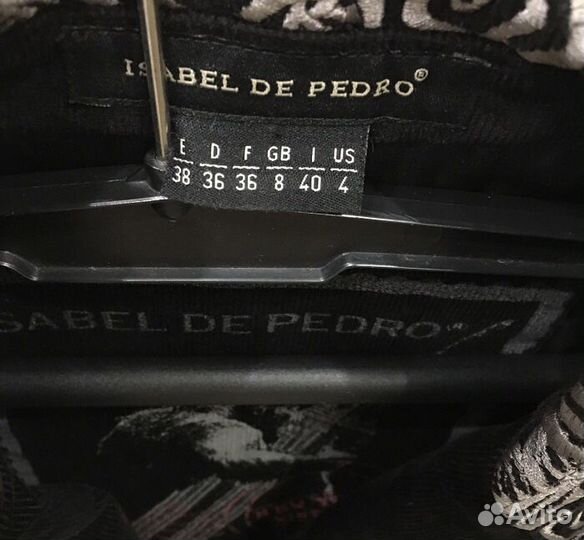 ISABEL DE PEDRO®
E D F GB I US
38 36 36 8 40 4
SABEL DE PEDRO
Avito